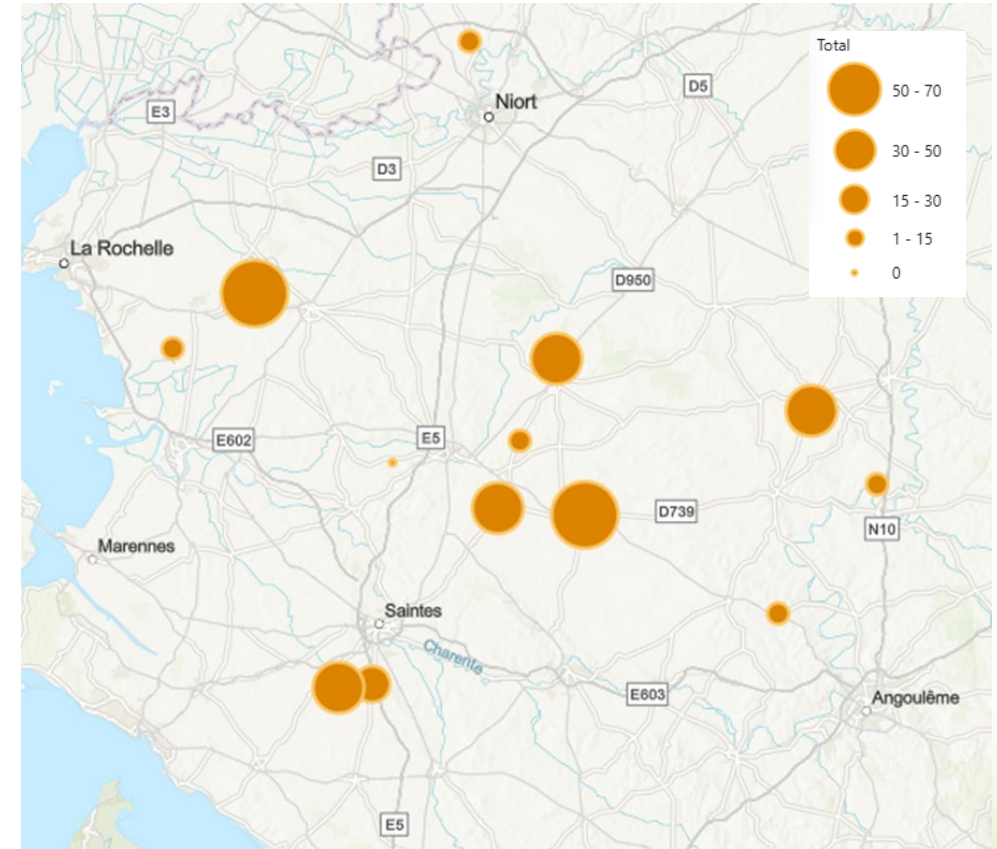 Total
50 - 70
30 - 50
15 - 30
1 - 15
0
D5
Niort
E3
D3
La Rochelle
D950
E602
E5
D739
N10
Marennes
Saintes
Charente
E603
Angoulême
E5